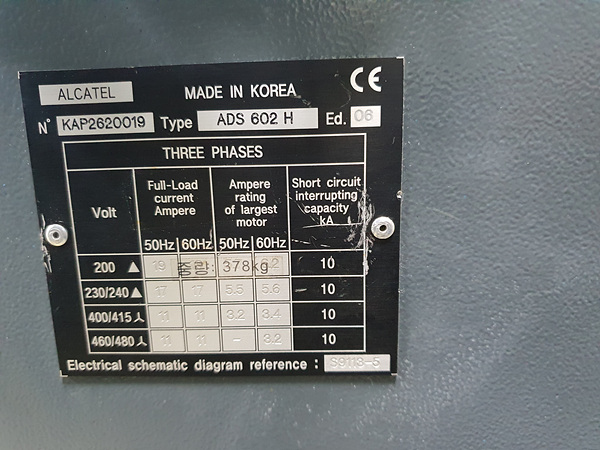 ALCATEL MADE IN KOREA CE
N° KAP2620019 Type ADS 602 H Ed. 06
THREE PHASES
Volt
Full-Load current Ampere
Ampere rating of largest motor
Short circuit interrupting capacity kA
50Hz 60Hz 50Hz 60Hz
200 19 중량: 378kg 10
230/240 17 17 5.5 5.6 10
400/415 11 11 3.2 3.4 10
460/480 11 11 - 3.2 10
Electrical schematic diagram reference : S9113-5